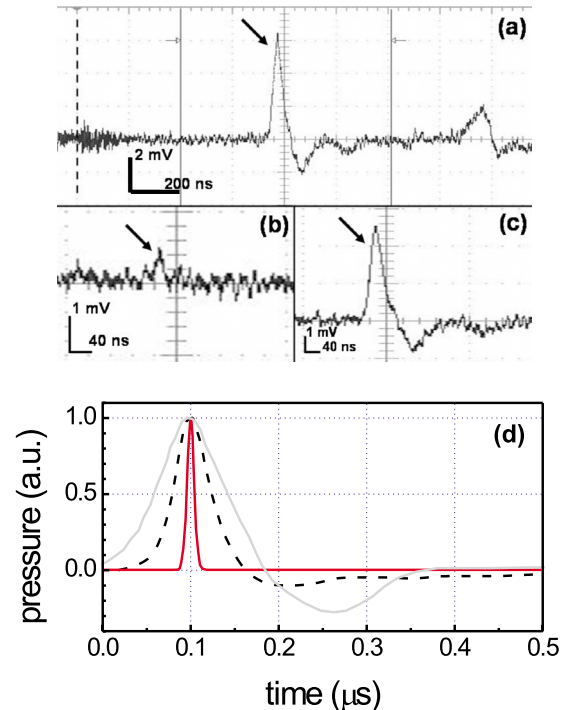 (a)
2 mV
200 ns
(b)
1 mV
40 ns
(c)
1 mV
40 ns
(d)
1.0
0.5
0.0
pressure (a.u.)
0.0 0.1 0.2 0.3 0.4 0.5
time (μs)